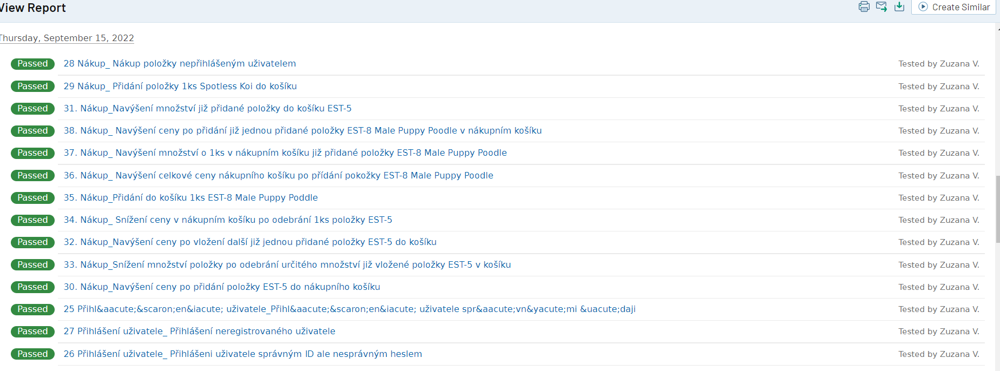 View Report
Create Similar
Thursday, September 15, 2022
Passed 28 Nákup_ Nákup položky nepřihlášeným uživatelem Tested by Zuzana V.
Passed 29 Nákup_ Přidání položky 1ks Spotless Koi do košíku Tested by Zuzana V.
Passed 31. Nákup_Navýšení množství již přidané položky do košíku EST-5 Tested by Zuzana V.
Passed 38. Nákup_ Navýšení ceny po přidání již jednou přidané položky EST-8 Male Puppy Poodle v nákupním košíku Tested by Zuzana V.
Passed 37. Nákup_ Navýšení množství o 1ks v nákupním košíku již přidané položky EST-8 Male Puppy Poodle Tested by Zuzana V.
Passed 36. Nákup_ Navýšení celkové ceny nákupního košíku po přídání pokožky EST-8 Male Puppy Poodle Tested by Zuzana V.
Passed 35. Nákup_Přidání do košíku 1ks EST-8 Male Puppy Poddle Tested by Zuzana V.
Passed 34. Nákup_ Snížení ceny v nákupním košíku po odebrání 1ks položky EST-5 Tested by Zuzana V.
Passed 32. Nákup_Navýšení ceny po vložení další již jednou přidané položky EST-5 do košíku Tested by Zuzana V.
Passed 33. Nákup_Snížení množství položky po odebrání určitého množství již vložené položky EST-5 v košíku Tested by Zuzana V.
Passed 30. Nákup_Navýšení ceny po přidání položky EST-5 do nákupního košíku Tested by Zuzana V.
Passed 25 Přihl&aacute;&scaron;en&iacute; uživatele_Přihl&aacute;&scaron;en&iacute; uživatele spr&aacute;vn&yacute;mi &uacute;daji Tested by Zuzana V.
Passed 27 Přihlášení uživatele_ Přihlášení neregistrovaného uživatele Tested by Zuzana V.
Passed 26 Přihlášení uživatele_ Přihlášeni uživatele správným ID ale nesprávným heslem Tested by Zuzana V.